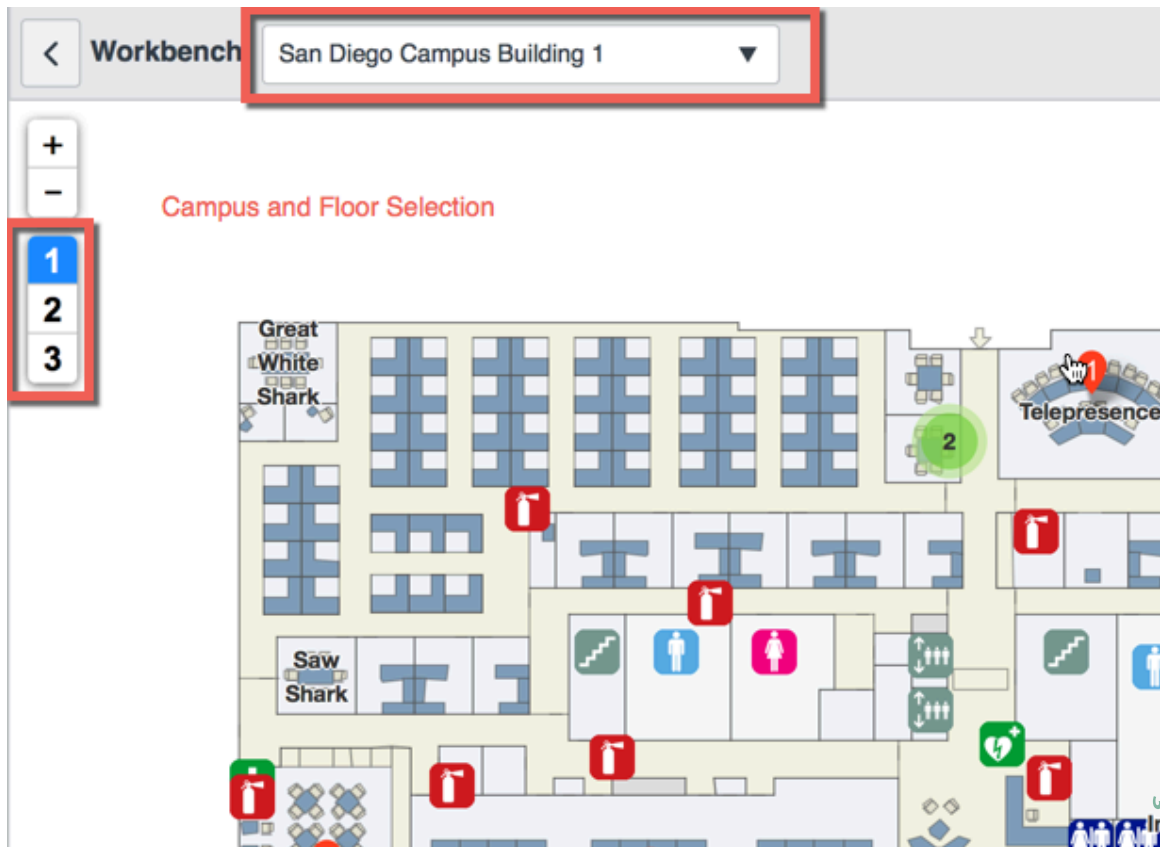 Workbench
San Diego Campus Building 1
+
−
Campus and Floor Selection
1
2
3
Great
White
Shark
1
Telepresence
2
Saw
Shark